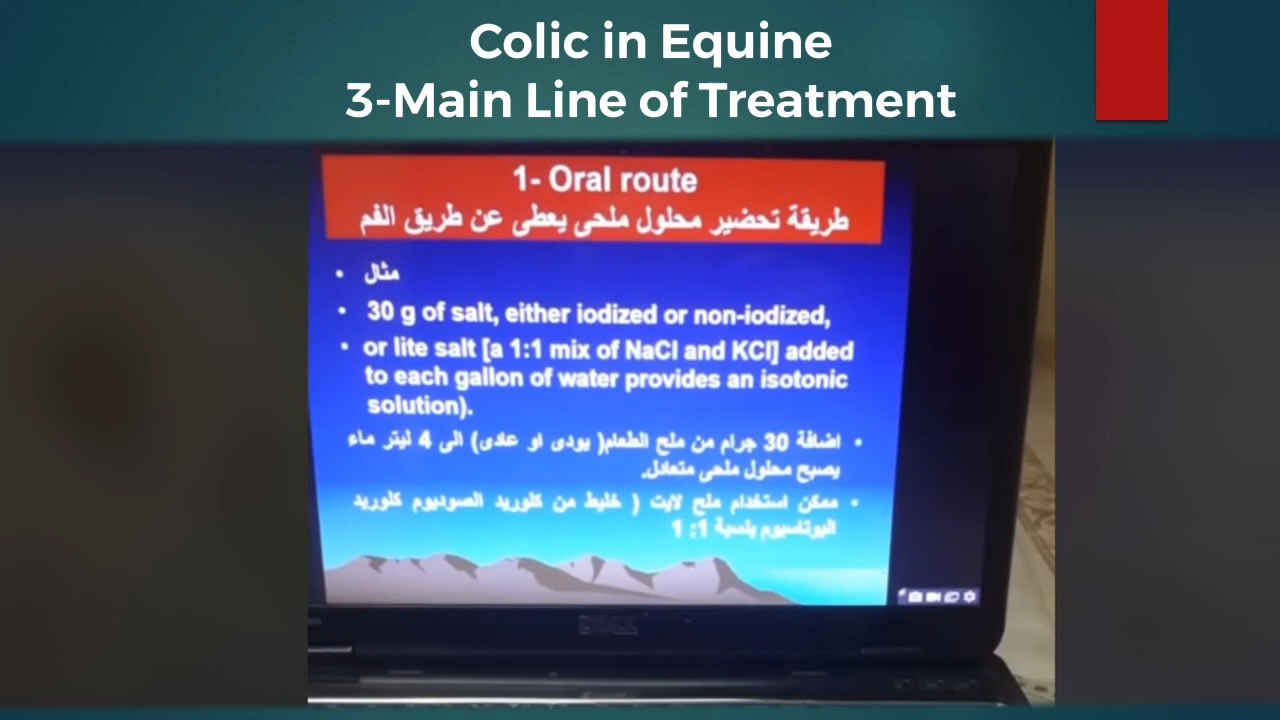 Colic in Equine
3-Main Line of Treatment
1- Oral route
طريقة تحضير محلول ملحى يعطى عن طريق الفم
• مثال
• 30 g of salt, either iodized or non-iodized,
• or lite salt [a 1:1 mix of NaCl and KCl] added
to each gallon of water provides an isotonic
solution).
• اضافة 30 جرام من ملح الطعام( يودى او عادى) الى 4 ليتر ماء
يصبح محلول ملحى متعادل.
• ممكن استخدام ملح لايت ( خليط من كلوريد الصوديوم كلوريد
البوتاسيوم بنسبة 1: 1
DELL